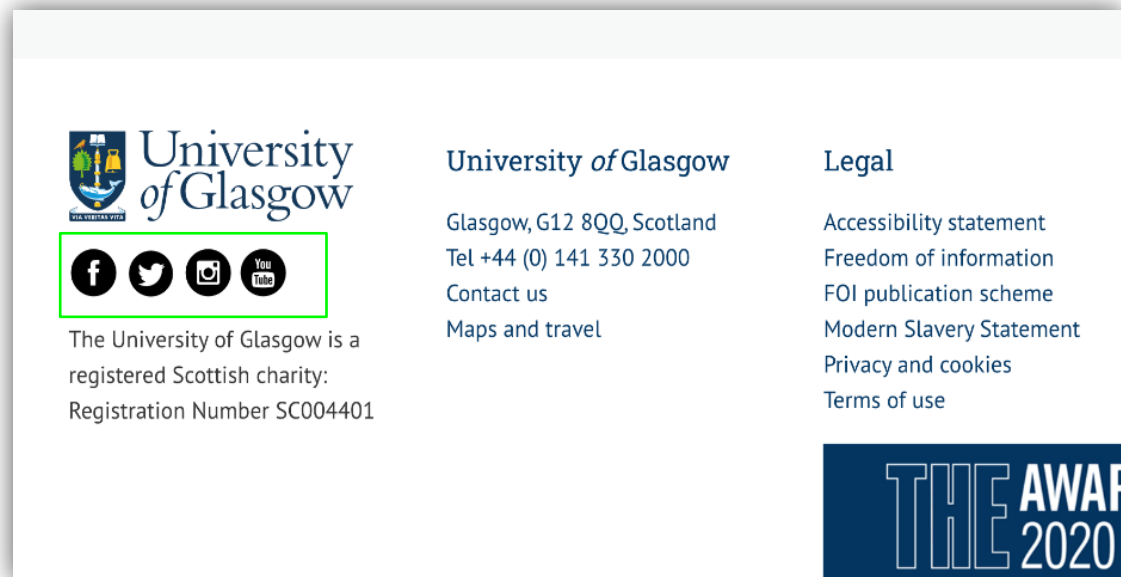 University
of Glasgow
VIA VERITAS VITA
f
You
Tube
The University of Glasgow is a
registered Scottish charity:
Registration Number SC004401
University of Glasgow
Glasgow, G12 8QQ, Scotland
Tel +44 (0) 141 330 2000
Contact us
Maps and travel
Legal
Accessibility statement
Freedom of information
FOI publication scheme
Modern Slavery Statement
Privacy and cookies
Terms of use
THE AWAR
2020